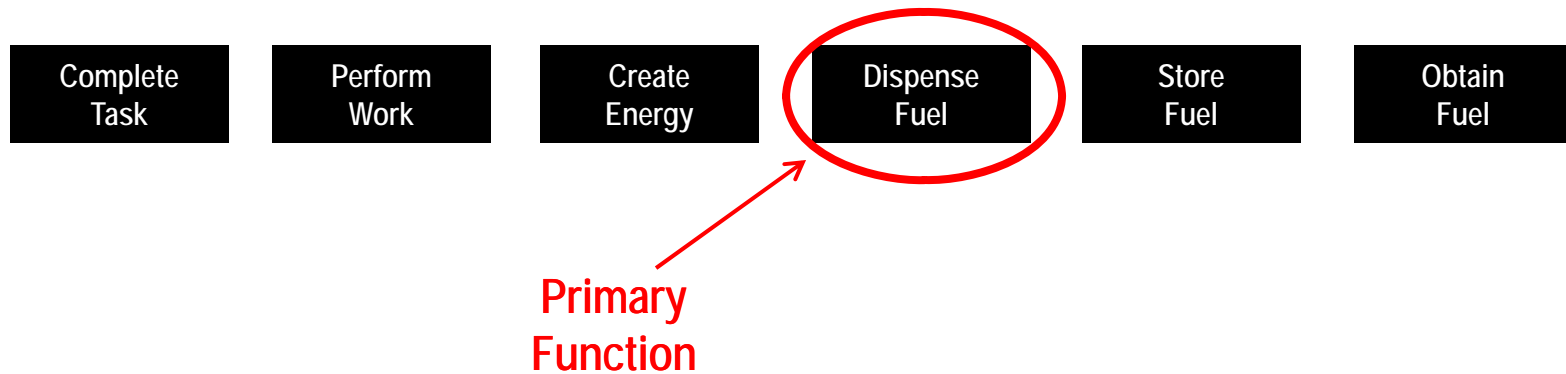 Complete
Task
Perform
Work
Create
Energy
Dispense
Fuel
Store
Fuel
Obtain
Fuel
Primary
Function